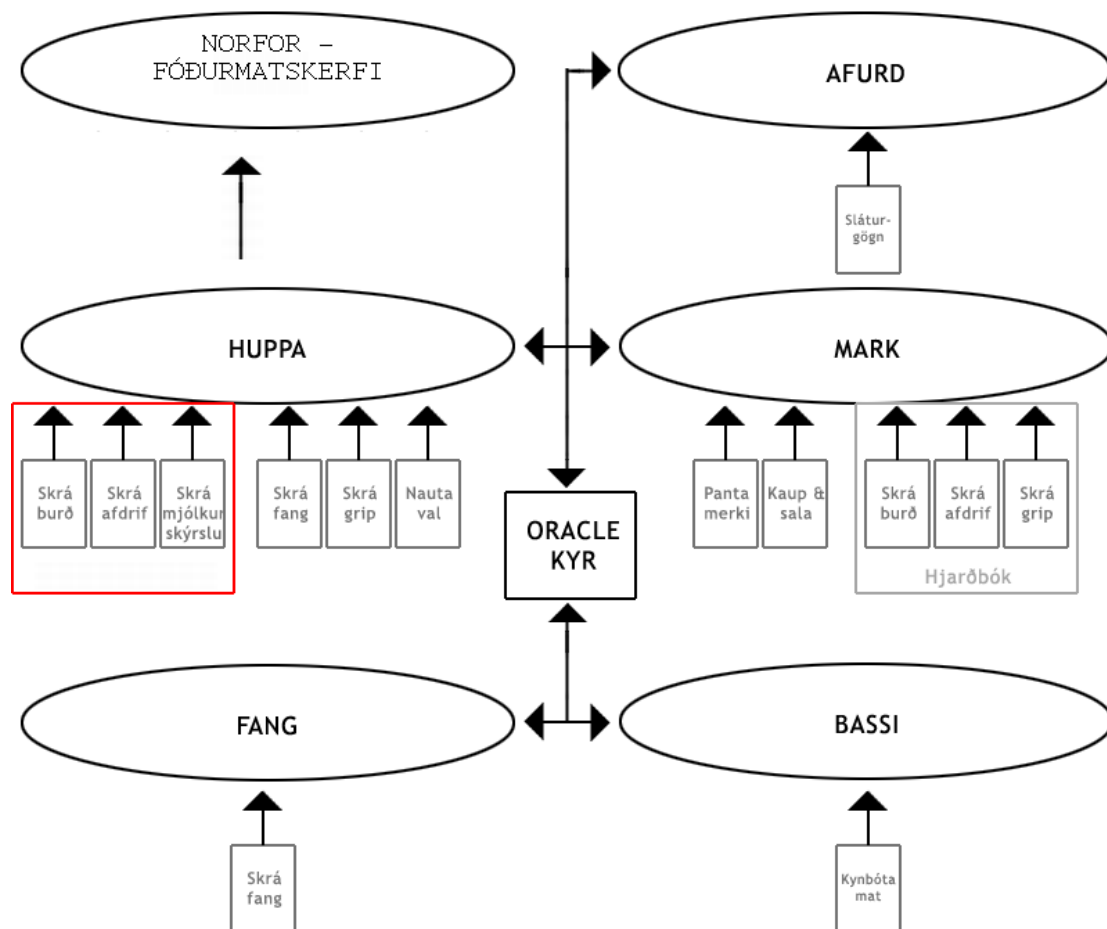 NORFOR –
FÓÐURMATSKERFI
AFURD
Slátur-
gögn
HUPPA
MARK
Skrá
burð
Skrá
afdrif
Skrá
mjólkur
skýrslu
Skrá
fang
Skrá
grip
Nauta
val
ORACLE
KYR
Panta
merki
Kaup &
sala
Skrá
burð
Skrá
afdrif
Skrá
grip
Hjarðbók
FANG
BASSI
Skrá
fang
Kynbóta
mat